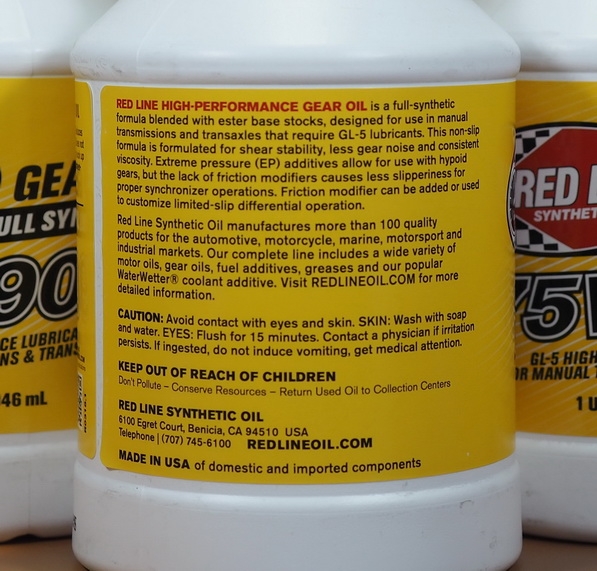 RED LINE HIGH-PERFORMANCE GEAR OIL is a full-synthetic
formula blended with ester base stocks, designed for use in manual
transmissions and transaxles that require GL-5 lubricants. This non-slip
formula is formulated for shear stability, less gear noise and consistent
viscosity. Extreme pressure (EP) additives allow for use with hypoid
gears, but the lack of friction modifiers causes less slipperiness for
proper synchronizer operations. Friction modifier can be added or used
to customize limited-slip differential operation.
Red Line Synthetic Oil manufactures more than 100 quality
products for the automotive, motorcycle, marine, motorsport and
industrial markets. Our complete line includes a wide variety of
motor oils, gear oils, fuel additives, greases and our popular
WaterWetter® coolant additive. Visit REDLINEOIL.COM for more
detailed information.
CAUTION: Avoid contact with eyes and skin. SKIN: Wash with soap
and water. EYES: Flush for 15 minutes. Contact a physician if irritation
persists. If ingested, do not induce vomiting, get medical attention.
KEEP OUT OF REACH OF CHILDREN
Don't Pollute – Conserve Resources – Return Used Oil to Collection Centers
RED LINE SYNTHETIC OIL
6100 Egret Court, Benicia, CA 94510 USA
Telephone | (707) 745-6100 REDLINEOIL.COM
MADE IN USA of domestic and imported components
GEA
ULL SYN
90
CE LUBRICA
NS & TRAN
946 mL
RED
SYNTHET
75
GL-5 HIGH
OR MANUAL
1 U